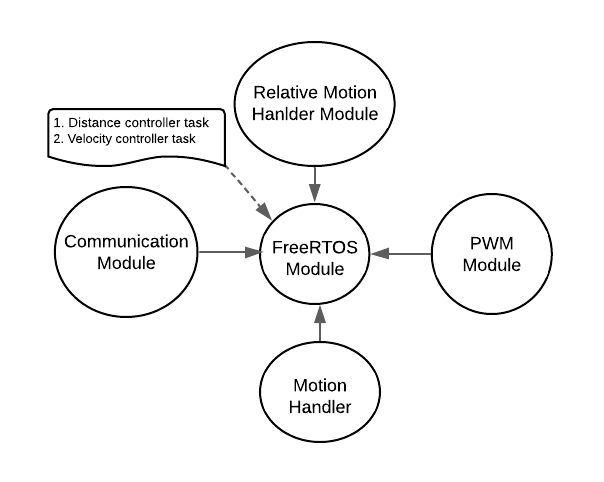 Relative Motion
Hanlder Module
1. Distance controller task
2. Velocity controller task
Communication
Module
FreeRTOS
Module
PWM
Module
Motion
Handler